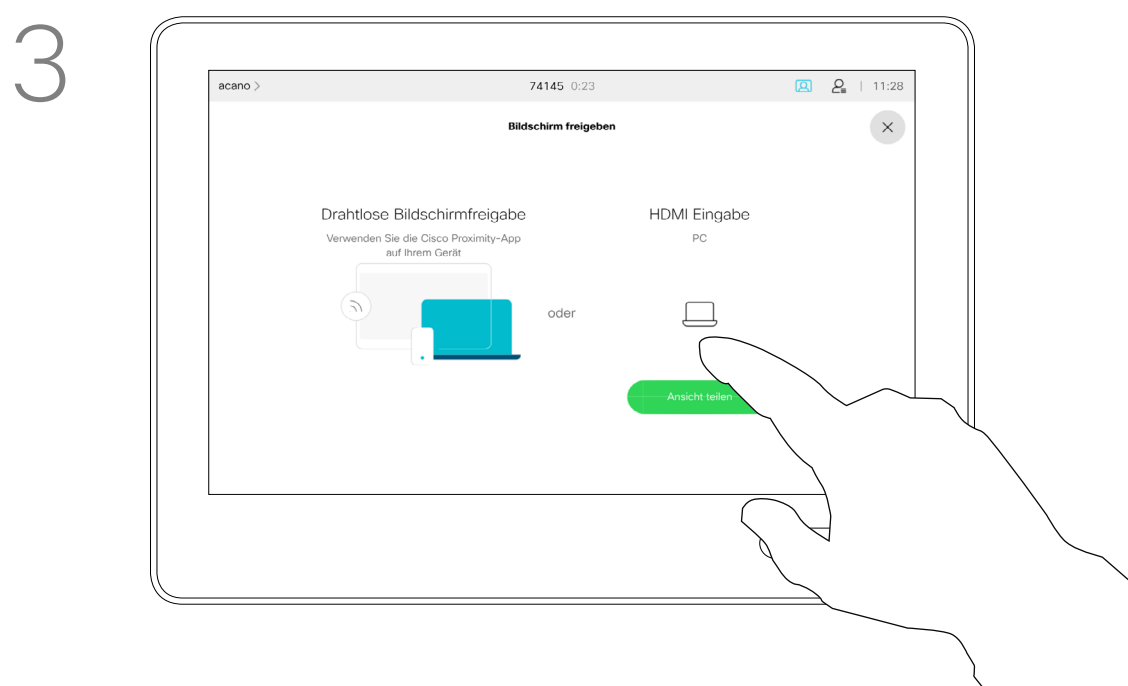 3
acano >
74145 0:23
11:28
Bildschirm freigeben
Drahtlose Bildschirmfreigabe
Verwenden Sie die Cisco Proximity-App
auf Ihrem Gerät
oder
HDMI Eingabe
PC
Ansicht teilen